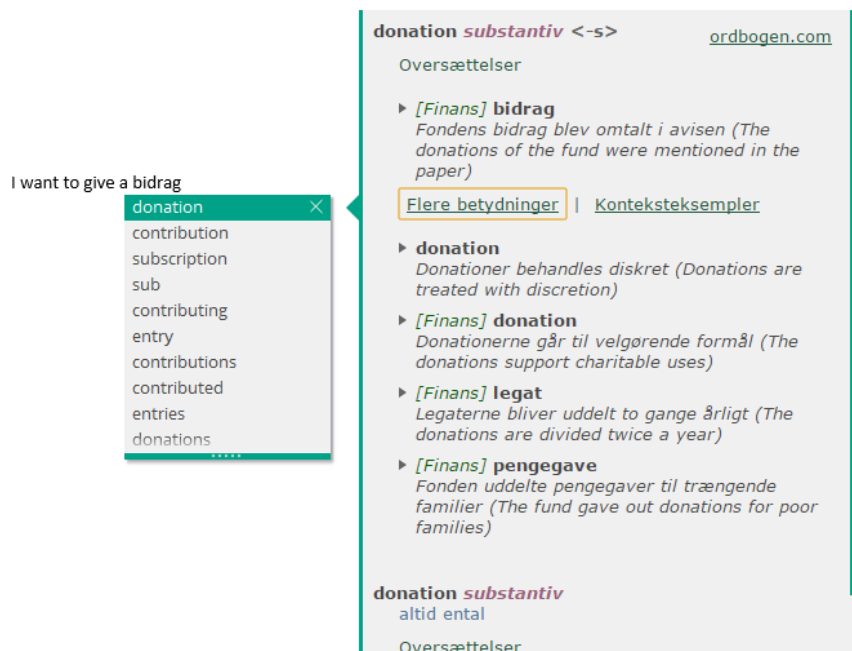 I want to give a bidrag
donation
contribution
subscription
sub
contributing
entry
contributions
contributed
entries
donations
donation substantiv <-s>
ordbogen.com
Oversættelser
[Finans] bidrag
Fondens bidrag blev omtalt i avisen (The
donations of the fund were mentioned in the
paper)
Flere betydninger | Konteksteksempler
donation
Donationer behandles diskret (Donations are
treated with discretion)
[Finans] donation
Donationerne går til velgørende formål (The
donations support charitable uses)
[Finans] legat
Legaterne bliver uddelt to gange årligt (The
donations are divided twice a year)
[Finans] pengegave
Fonden uddelte pengegaver til trængende
familier (The fund gave out donations for poor
families)
donation substantiv
altid ental
Oversættelser